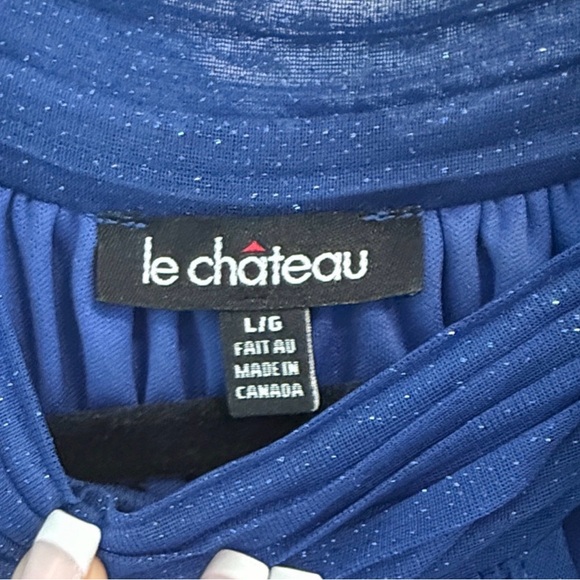 le château
L/G
FAIT AU
MADE IN
CANADA